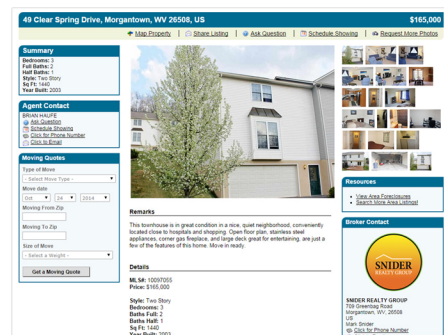 49 Clear Spring Drive, Morgantown, WV 26508, US
$165,000
Map Property
Share Listing
Ask Question
Schedule Showing
Request More Photos
Summary
Bedrooms: 3
Full Baths: 2
Half Baths: 1
Style: Two Story
Sq Ft: 1440
Year Built: 2003
Agent Contact
BRIAN HAUFE
Ask Question
Schedule Showing
Click for Phone Number
Click to Email
Moving Quotes
Type of Move
- Select Move Type -
Move date
Oct
24
2014
Moving From Zip
Moving To Zip
Size of Move
- Select a Weight -
Get a Moving Quote
Remarks
This townhouse is in great condition in a nice, quiet neighborhood, conveniently
located close to hospitals and shopping. Open floor plan, stainless steel
appliances, corner gas fireplace, and large deck great for entertaining, are just a
few of the features of this home. Move in ready.
Details
MLS#: 10097055
Price: $165,000
Style: Two Story
Bedrooms: 3
Baths Full: 2
Baths Half: 1
Sq Ft: 1440
Year Built: 2003
Resources
View Area Foreclosures
Search More Area Listings!
Broker Contact
SNIDER
REALTY GROUP
SNIDER REALTY GROUP
709 Greenbag Road
Morgantown, WV, 26508
US
Mark Snider
Click for Phone Number